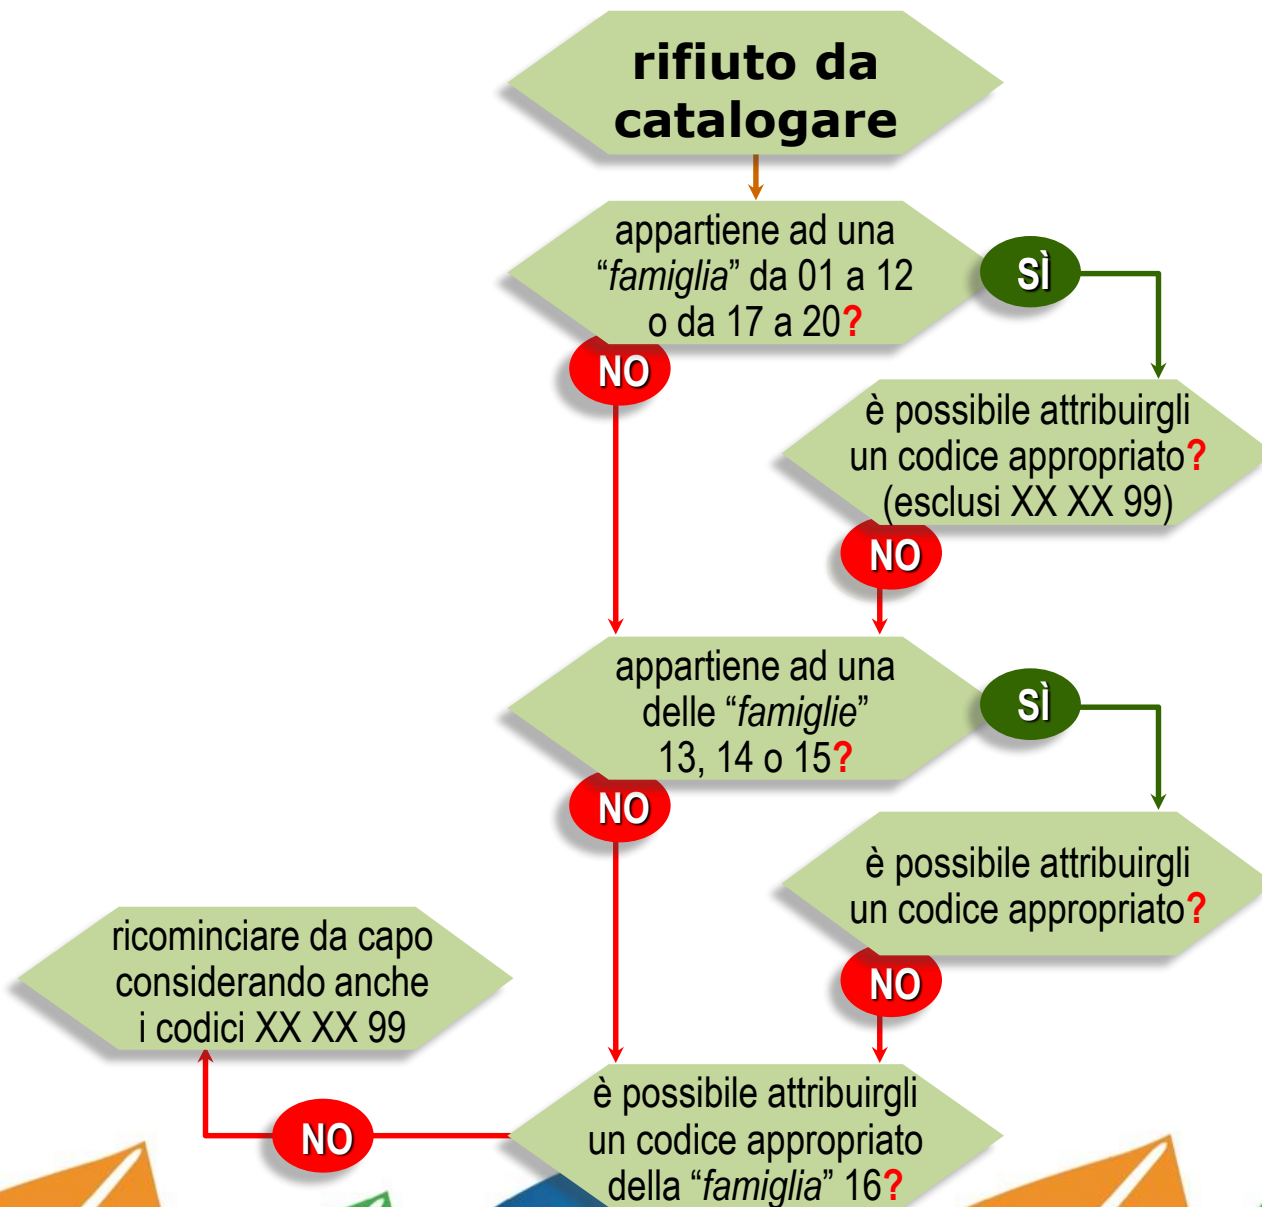 rifiuto da
catalogare
appartiene ad una
“famiglia” da 01 a 12
o da 17 a 20?
SÌ
NO
è possibile attribuirgli
un codice appropriato?
(esclusi XX XX 99)
NO
appartiene ad una
delle “famiglie”
13, 14 o 15?
SÌ
NO
è possibile attribuirgli
un codice appropriato?
NO
ricominciare da capo
considerando anche
i codici XX XX 99
NO
è possibile attribuirgli
un codice appropriato
della “famiglia” 16?